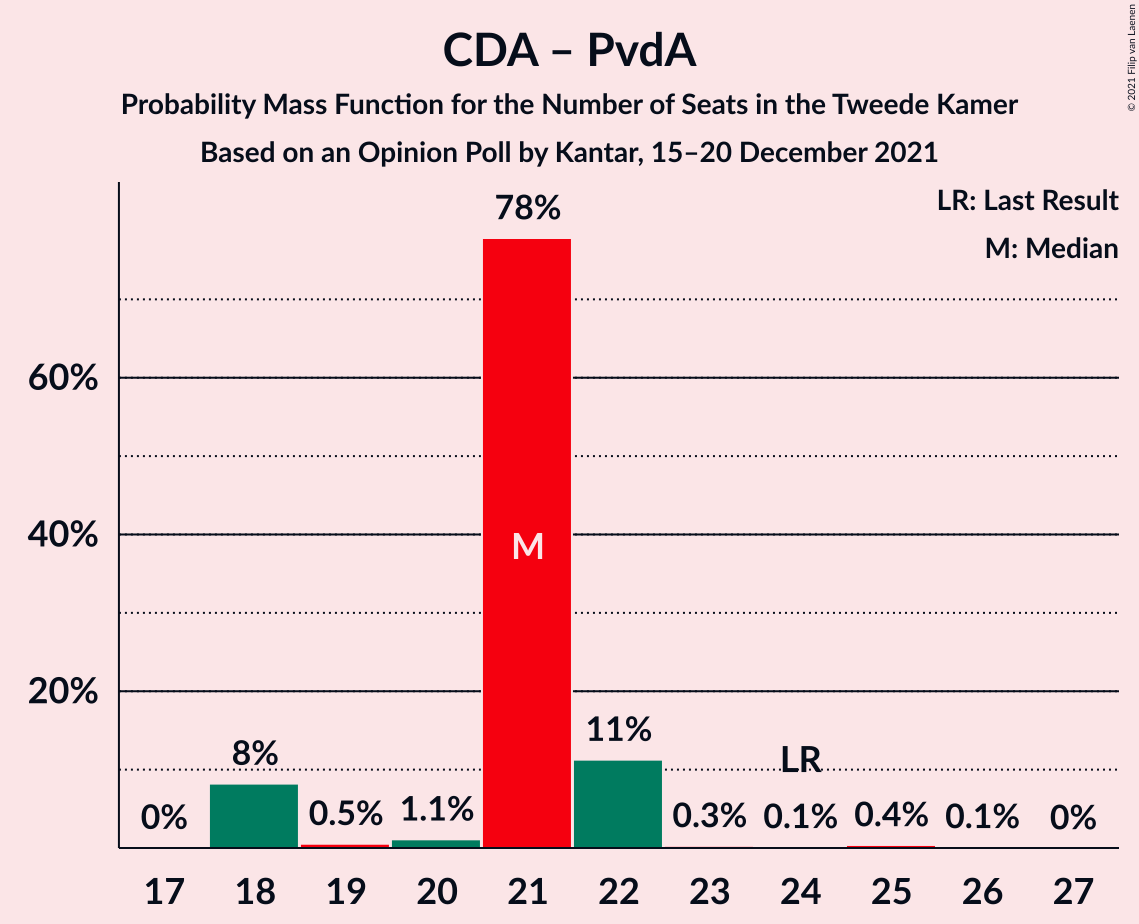 CDA – PvdA
Probability Mass Function for the Number of Seats in the Tweede Kamer
Based on an Opinion Poll by Kantar, 15–20 December 2021
© 2021 Filip van Laenen
LR: Last Result
M: Median
78%
60%
40%
M
20%
11%
8%
LR
0%
0.5%
1.1%
0.3%
0.1%
0.4%
0.1%
0%
17 18 19 20 21 22 23 24 25 26 27